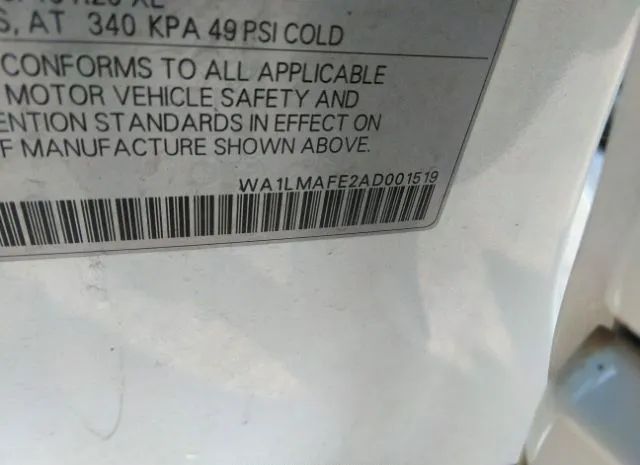 XL
S, AT 340 KPA 49 PSI COLD
CONFORMS TO ALL APPLICABLE
MOTOR VEHICLE SAFETY AND
ENTION STANDARDS IN EFFECT ON
F MANUFACTURE SHOWN ABOVE.
WA1LMAFE2AD001519